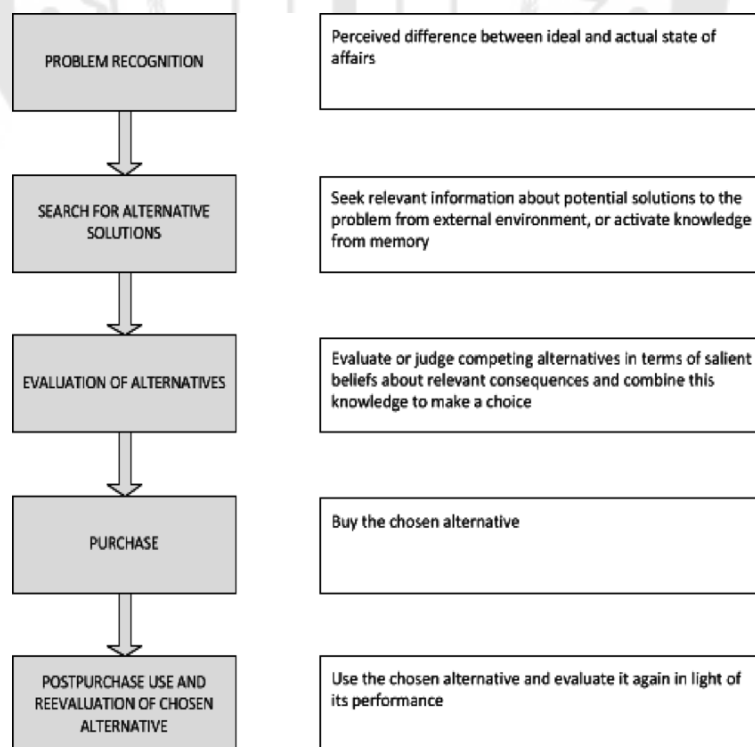 PROBLEM RECOGNITION
Perceived difference between ideal and actual state of
affairs
SEARCH FOR ALTERNATIVE
SOLUTIONS
Seek relevant information about potential solutions to the
problem from external environment, or activate knowledge
from memory
EVALUATION OF ALTERNATIVES
Evaluate or judge competing alternatives in terms of salient
beliefs about relevant consequences and combine this
knowledge to make a choice
PURCHASE
Buy the chosen alternative
POSTPURCHASE USE AND
REEVALUATION OF CHOSEN
ALTERNATIVE
Use the chosen alternative and evaluate it again in light of
its performance